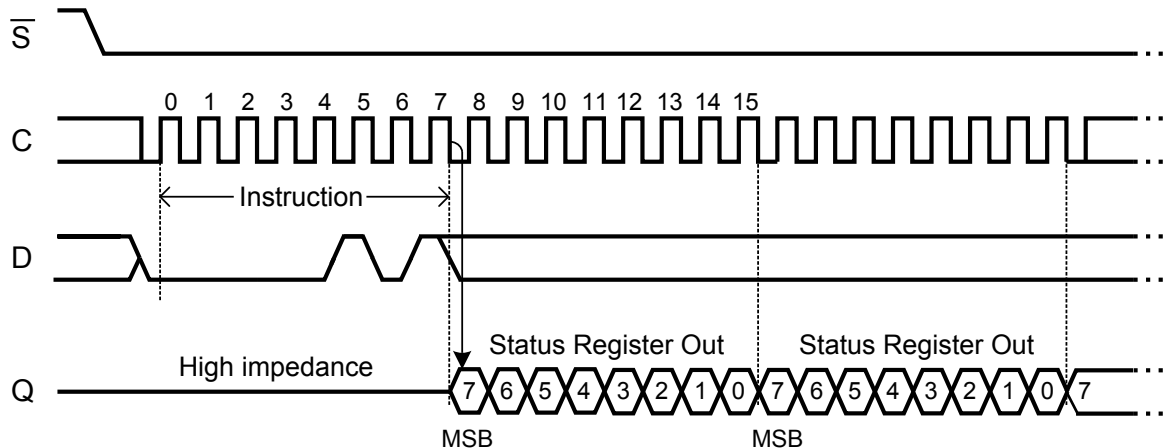 S̅
0 1 2 3 4 5 6 7 8 9 10 11 12 13 14 15
C
Instruction
D
Status Register Out Status Register Out
High impedance
Q 7 6 5 4 3 2 1 0 7 6 5 4 3 2 1 0 7
MSB MSB